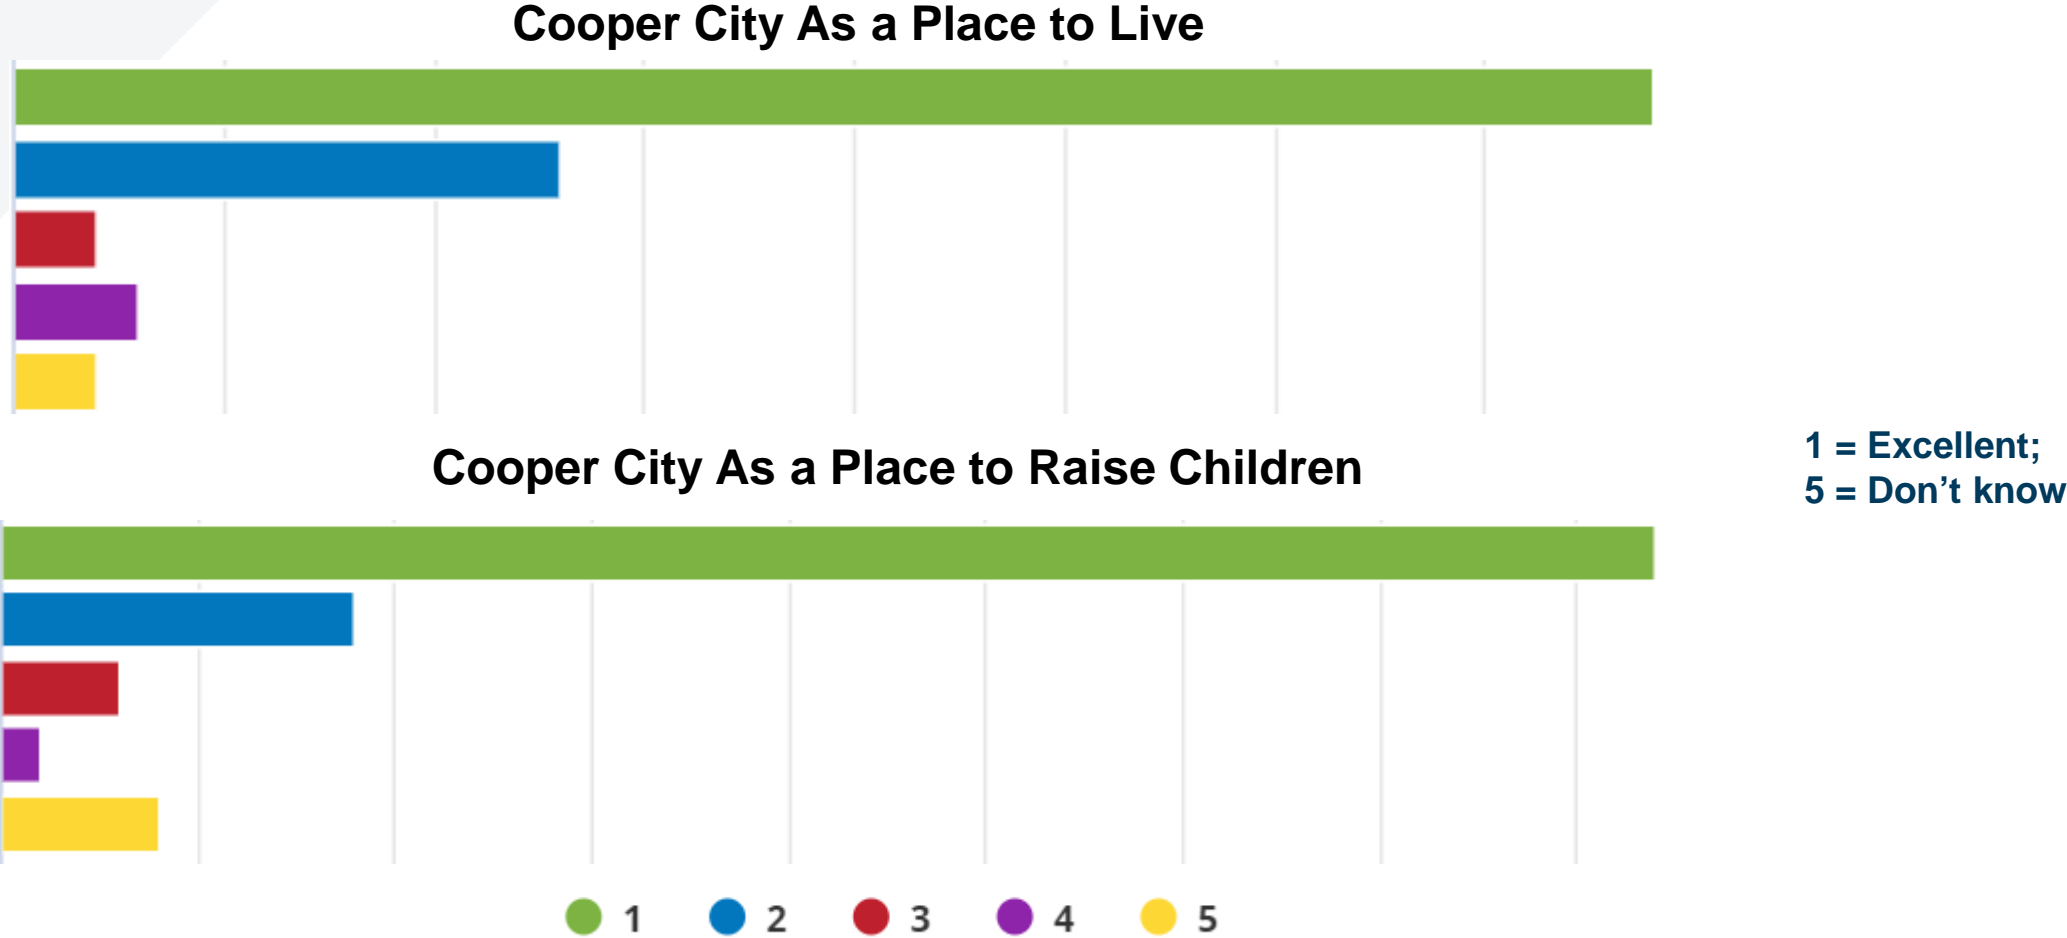 Cooper City As a Place to Live
1 = Excellent;
5 = Don’t know
Cooper City As a Place to Raise Children
1 2 3 4 5